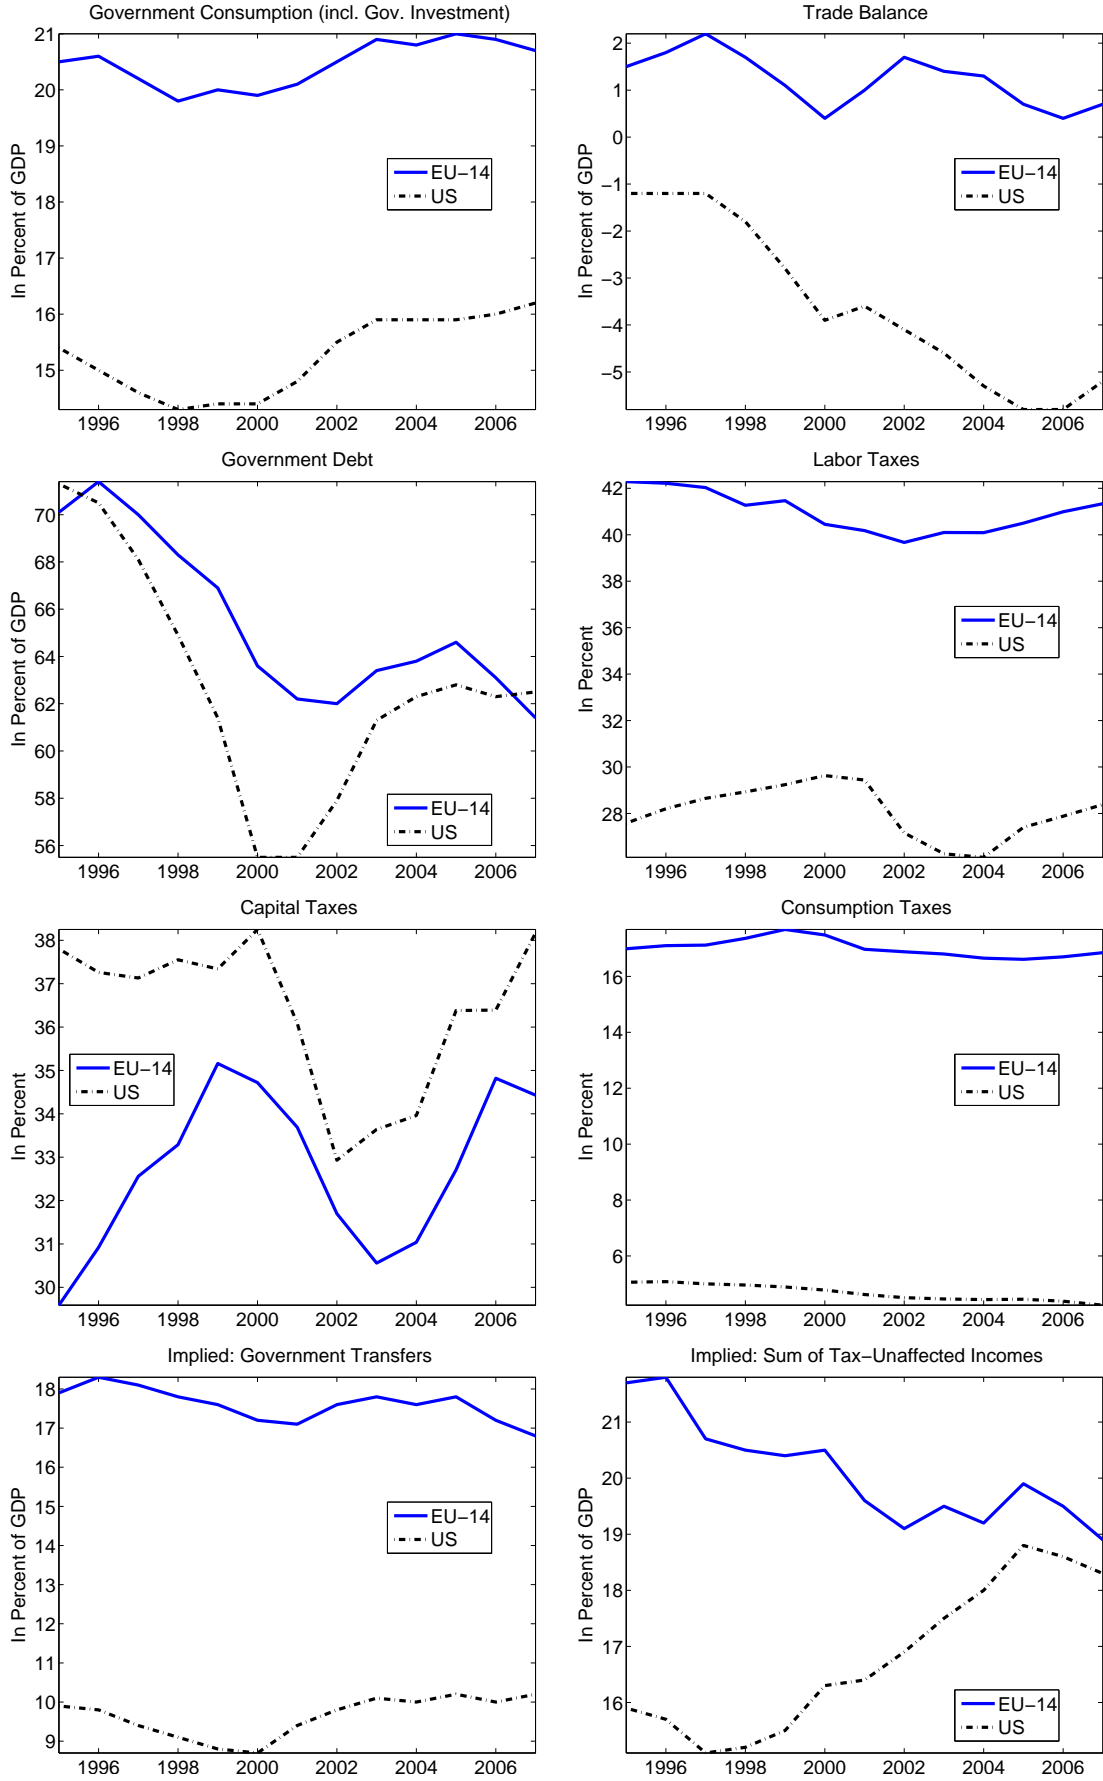 Government Consumption (incl. Gov. Investment)
21
20
19
18
17
16
15
In Percent of GDP
EU−14
US
1996 1998 2000 2002 2004 2006
Trade Balance
2
1
0
−1
−2
−3
−4
−5
In Percent of GDP
EU−14
US
1996 1998 2000 2002 2004 2006
Government Debt
70
68
66
64
62
60
58
56
In Percent of GDP
EU−14
US
1996 1998 2000 2002 2004 2006
Labor Taxes
42
40
38
36
34
32
30
28
In Percent
EU−14
US
1996 1998 2000 2002 2004 2006
Capital Taxes
38
37
36
35
34
33
32
31
30
In Percent
EU−14
US
1996 1998 2000 2002 2004 2006
Consumption Taxes
16
14
12
10
8
6
In Percent
EU−14
US
1996 1998 2000 2002 2004 2006
Implied: Government Transfers
18
17
16
15
14
13
12
11
10
9
In Percent of GDP
EU−14
US
1996 1998 2000 2002 2004 2006
Implied: Sum of Tax−Unaffected Incomes
21
20
19
18
17
16
In Percent of GDP
EU−14
US
1996 1998 2000 2002 2004 2006